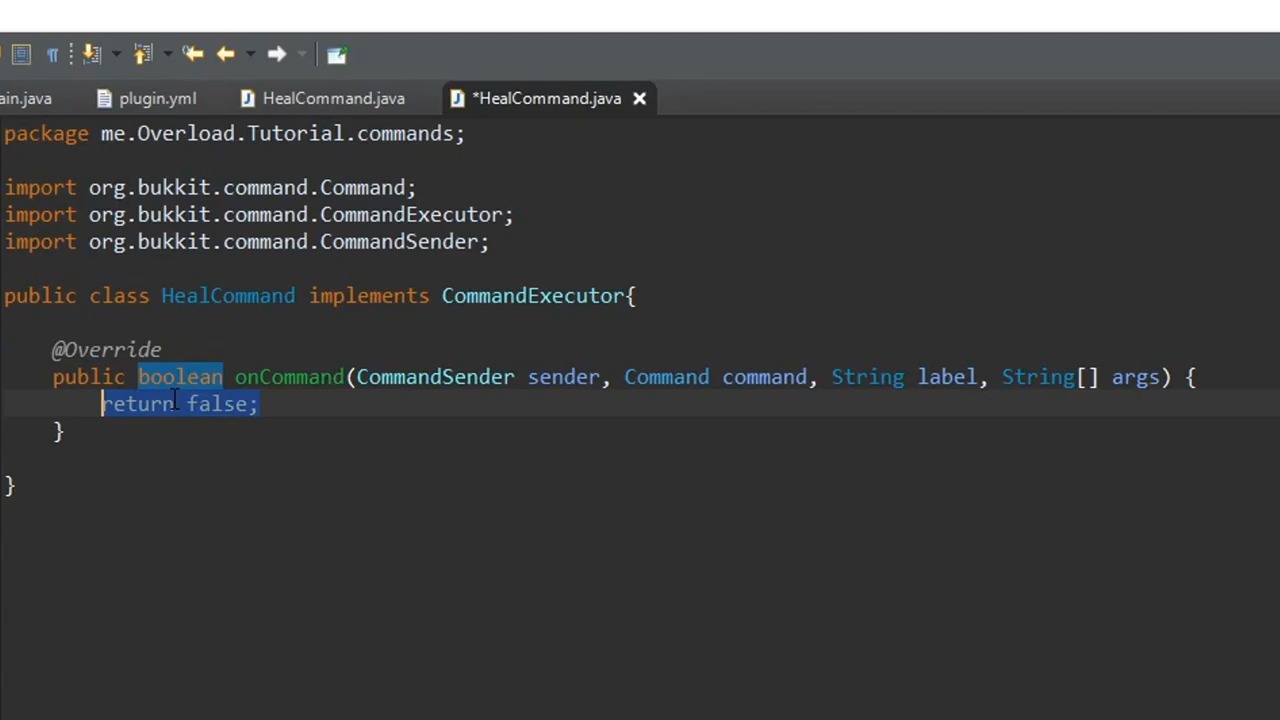 ain.java plugin.yml HealCommand.java *HealCommand.java
package me.Overload.Tutorial.commands;
import org.bukkit.command.Command;
import org.bukkit.command.CommandExecutor;
import org.bukkit.command.CommandSender;
public class HealCommand implements CommandExecutor{
@Override
public boolean onCommand(CommandSender sender, Command command, String label, String[] args) {
return false;
}
}